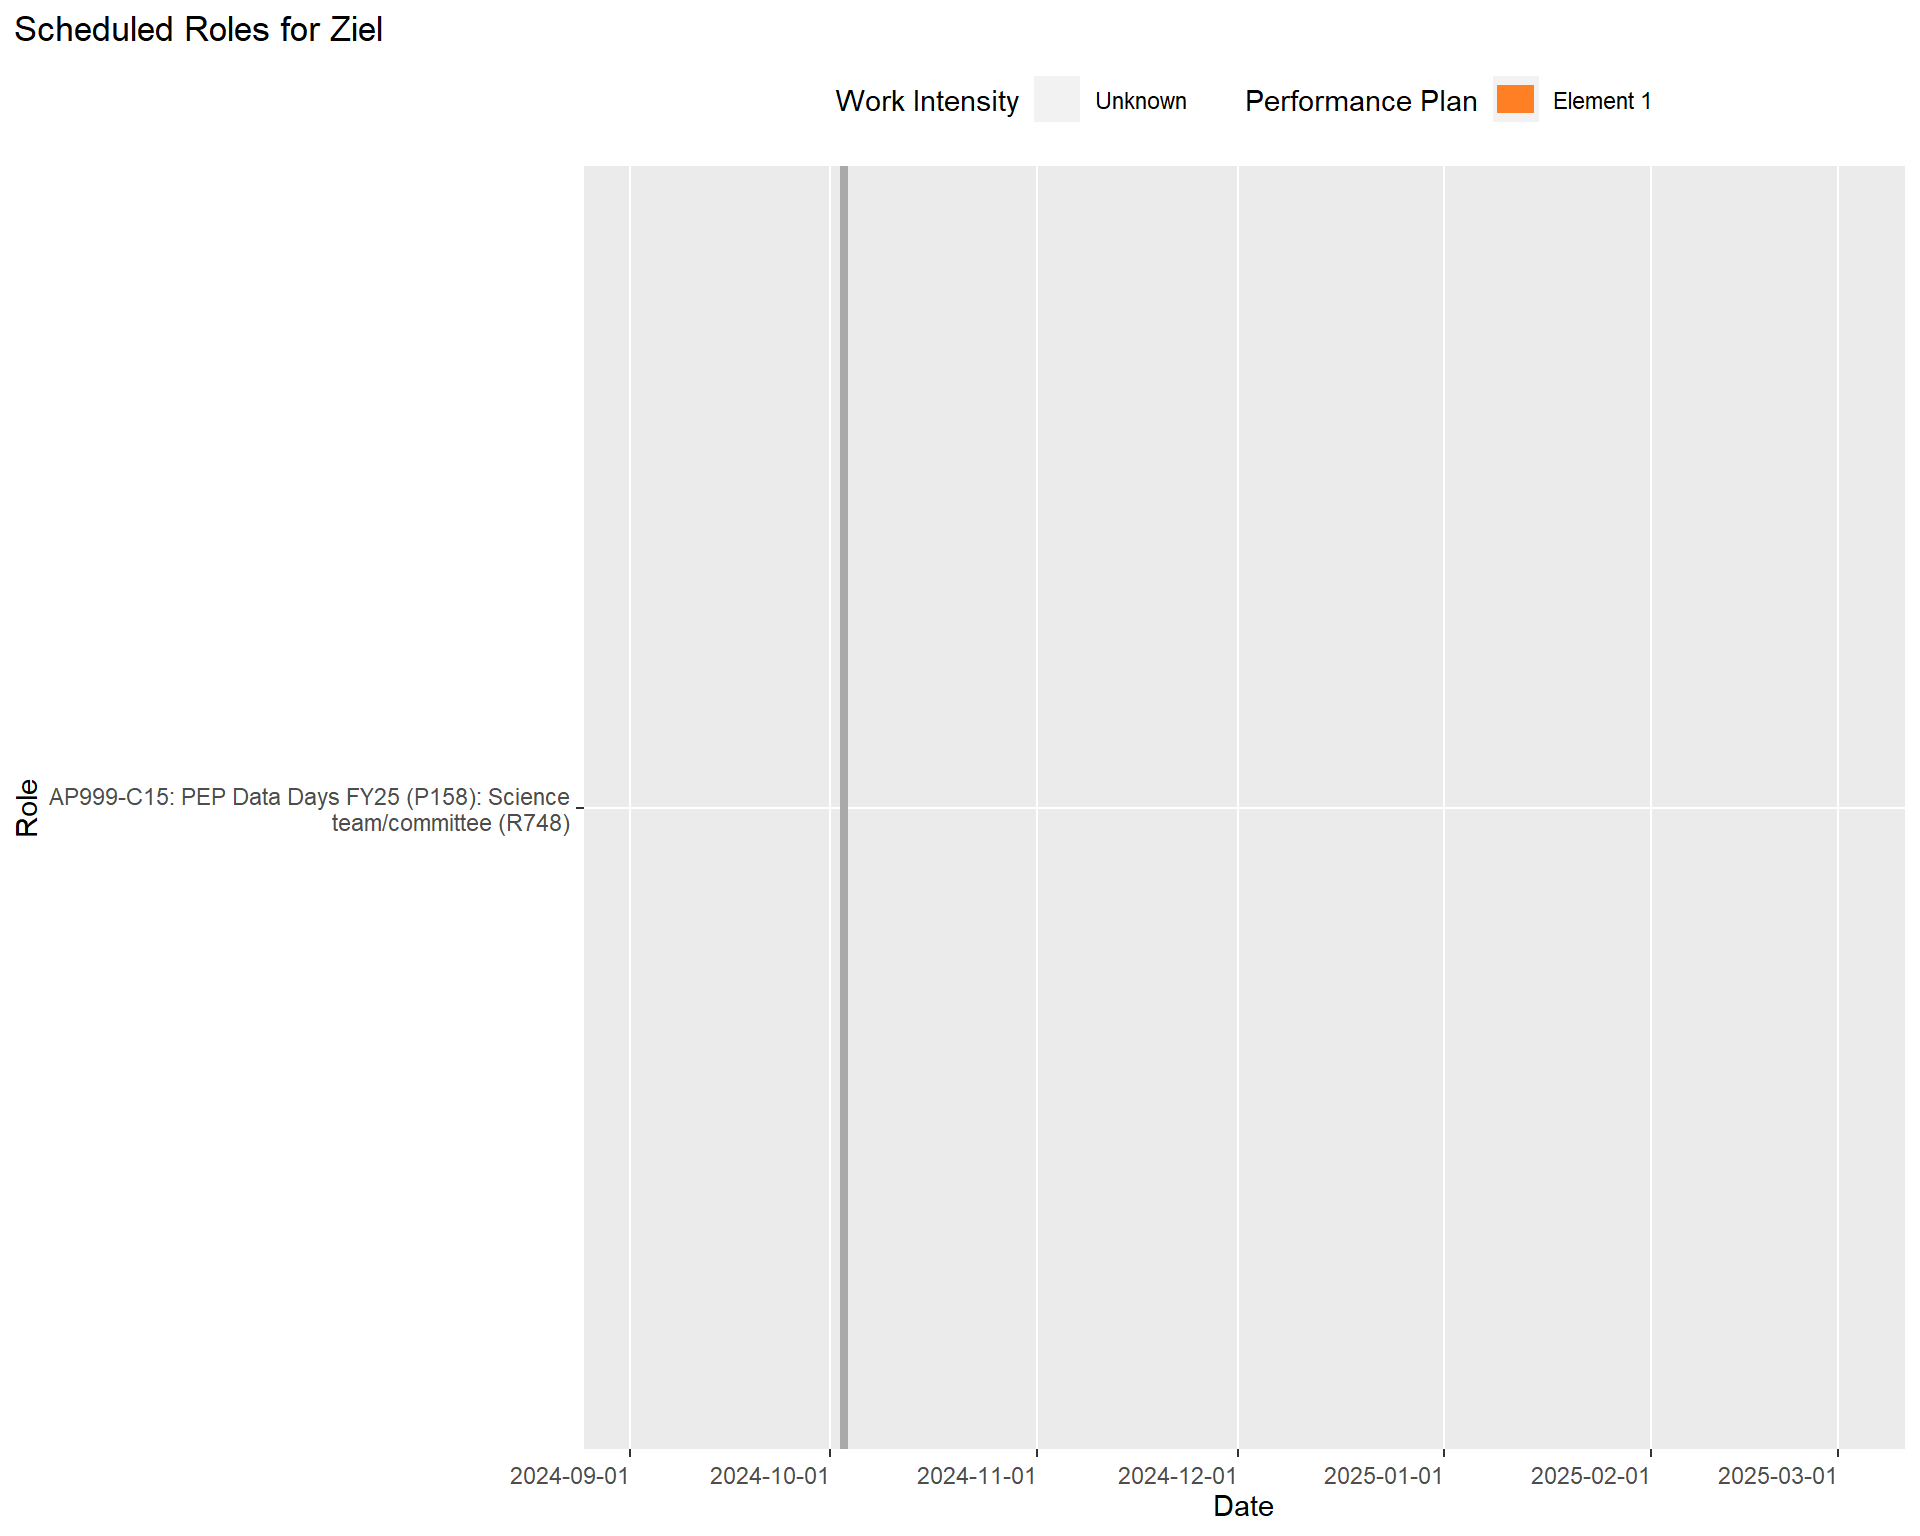 Scheduled Roles for Ziel
Work Intensity Unknown Performance Plan Element 1
Role
AP999-C15: PEP Data Days FY25 (P158): Science
team/committee (R748)
2024-09-01 2024-10-01 2024-11-01 2024-12-01 2025-01-01 2025-02-01 2025-03-01
Date